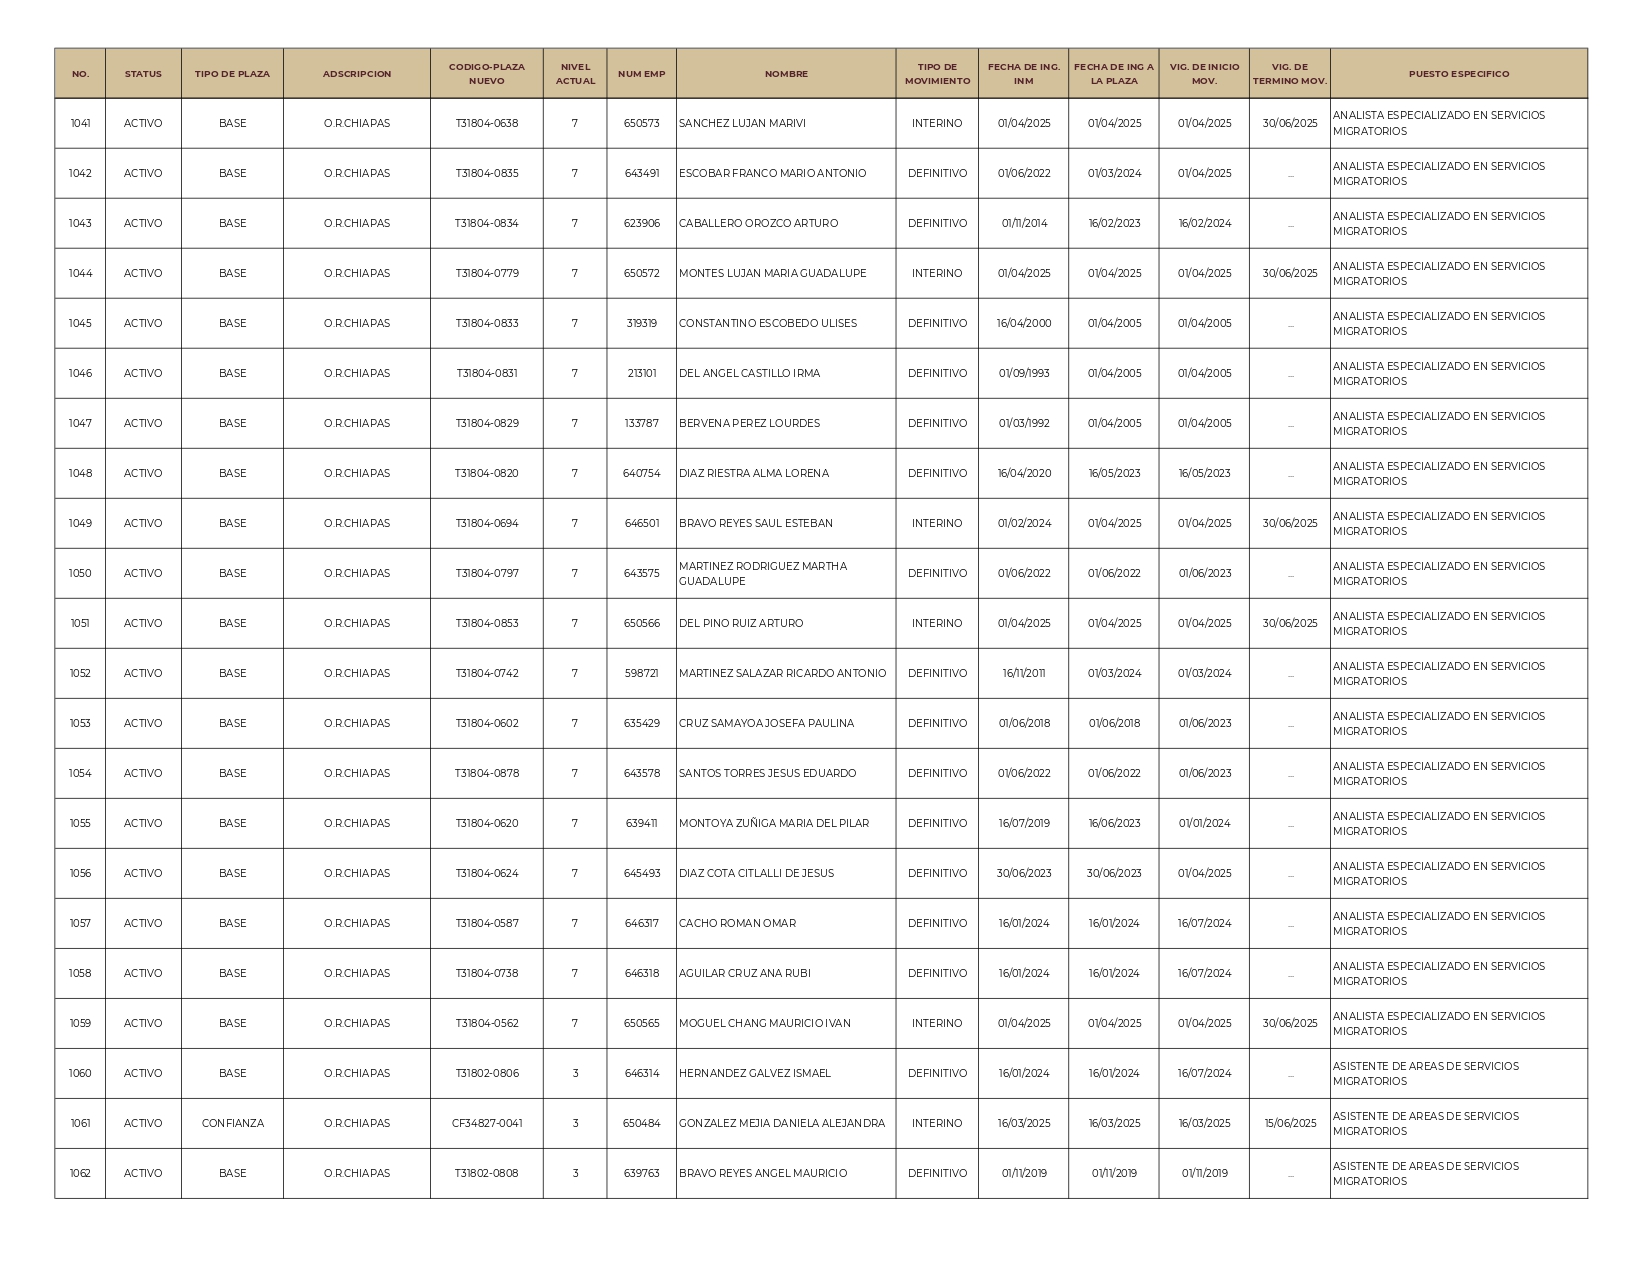 NO. STATUS TIPO DE PLAZA ADSCRIPCION CODIGO-PLAZA NUEVO NIVEL ACTUAL NUM EMP NOMBRE TIPO DE MOVIMIENTO FECHA DE ING. INM FECHA DE ING A LA PLAZA VIG. DE INICIO MOV. VIG. DE TERMINO MOV. PUESTO ESPECIFICO
1041 ACTIVO BASE O.R.CHIAPAS T31804-0638 7 650573 SANCHEZ LUJAN MARIVI INTERINO 01/04/2025 01/04/2025 01/04/2025 30/06/2025 ANALISTA ESPECIALIZADO EN SERVICIOS MIGRATORIOS
1042 ACTIVO BASE O.R.CHIAPAS T31804-0835 7 643491 ESCOBAR FRANCO MARIO ANTONIO DEFINITIVO 01/06/2022 01/03/2024 01/04/2025 ... ANALISTA ESPECIALIZADO EN SERVICIOS MIGRATORIOS
1043 ACTIVO BASE O.R.CHIAPAS T31804-0834 7 623906 CABALLERO OROZCO ARTURO DEFINITIVO 01/11/2014 16/02/2023 16/02/2024 ... ANALISTA ESPECIALIZADO EN SERVICIOS MIGRATORIOS
1044 ACTIVO BASE O.R.CHIAPAS T31804-0779 7 650572 MONTES LUJAN MARIA GUADALUPE INTERINO 01/04/2025 01/04/2025 01/04/2025 30/06/2025 ANALISTA ESPECIALIZADO EN SERVICIOS MIGRATORIOS
1045 ACTIVO BASE O.R.CHIAPAS T31804-0833 7 319319 CONSTANTINO ESCOBEDO ULISES DEFINITIVO 16/04/2000 01/04/2005 01/04/2005 ... ANALISTA ESPECIALIZADO EN SERVICIOS MIGRATORIOS
1046 ACTIVO BASE O.R.CHIAPAS T31804-0831 7 213101 DEL ANGEL CASTILLO IRMA DEFINITIVO 01/09/1993 01/04/2005 01/04/2005 ... ANALISTA ESPECIALIZADO EN SERVICIOS MIGRATORIOS
1047 ACTIVO BASE O.R.CHIAPAS T31804-0829 7 133787 BERVENA PEREZ LOURDES DEFINITIVO 01/03/1992 01/04/2005 01/04/2005 ... ANALISTA ESPECIALIZADO EN SERVICIOS MIGRATORIOS
1048 ACTIVO BASE O.R.CHIAPAS T31804-0820 7 640754 DIAZ RIESTRA ALMA LORENA DEFINITIVO 16/04/2020 16/05/2023 16/05/2023 ... ANALISTA ESPECIALIZADO EN SERVICIOS MIGRATORIOS
1049 ACTIVO BASE O.R.CHIAPAS T31804-0694 7 646501 BRAVO REYES SAUL ESTEBAN INTERINO 01/02/2024 01/04/2025 01/04/2025 30/06/2025 ANALISTA ESPECIALIZADO EN SERVICIOS MIGRATORIOS
1050 ACTIVO BASE O.R.CHIAPAS T31804-0797 7 643575 MARTINEZ RODRIGUEZ MARTHA GUADALUPE DEFINITIVO 01/06/2022 01/06/2022 01/06/2023 ... ANALISTA ESPECIALIZADO EN SERVICIOS MIGRATORIOS
1051 ACTIVO BASE O.R.CHIAPAS T31804-0853 7 650566 DEL PINO RUIZ ARTURO INTERINO 01/04/2025 01/04/2025 01/04/2025 30/06/2025 ANALISTA ESPECIALIZADO EN SERVICIOS MIGRATORIOS
1052 ACTIVO BASE O.R.CHIAPAS T31804-0742 7 598721 MARTINEZ SALAZAR RICARDO ANTONIO DEFINITIVO 16/11/2011 01/03/2024 01/03/2024 ... ANALISTA ESPECIALIZADO EN SERVICIOS MIGRATORIOS
1053 ACTIVO BASE O.R.CHIAPAS T31804-0602 7 635429 CRUZ SAMAYOA JOSEFA PAULINA DEFINITIVO 01/06/2018 01/06/2018 01/06/2023 ... ANALISTA ESPECIALIZADO EN SERVICIOS MIGRATORIOS
1054 ACTIVO BASE O.R.CHIAPAS T31804-0878 7 643578 SANTOS TORRES JESUS EDUARDO DEFINITIVO 01/06/2022 01/06/2022 01/06/2023 ... ANALISTA ESPECIALIZADO EN SERVICIOS MIGRATORIOS
1055 ACTIVO BASE O.R.CHIAPAS T31804-0620 7 639411 MONTOYA ZUÑIGA MARIA DEL PILAR DEFINITIVO 16/07/2019 16/06/2023 01/01/2024 ... ANALISTA ESPECIALIZADO EN SERVICIOS MIGRATORIOS
1056 ACTIVO BASE O.R.CHIAPAS T31804-0624 7 645493 DIAZ COTA CITLALLI DE JESUS DEFINITIVO 30/06/2023 30/06/2023 01/04/2025 ... ANALISTA ESPECIALIZADO EN SERVICIOS MIGRATORIOS
1057 ACTIVO BASE O.R.CHIAPAS T31804-0587 7 646317 CACHO ROMAN OMAR DEFINITIVO 16/01/2024 16/01/2024 16/07/2024 ... ANALISTA ESPECIALIZADO EN SERVICIOS MIGRATORIOS
1058 ACTIVO BASE O.R.CHIAPAS T31804-0738 7 646318 AGUILAR CRUZ ANA RUBI DEFINITIVO 16/01/2024 16/01/2024 16/07/2024 ... ANALISTA ESPECIALIZADO EN SERVICIOS MIGRATORIOS
1059 ACTIVO BASE O.R.CHIAPAS T31804-0562 7 650565 MOGUEL CHANG MAURICIO IVAN INTERINO 01/04/2025 01/04/2025 01/04/2025 30/06/2025 ANALISTA ESPECIALIZADO EN SERVICIOS MIGRATORIOS
1060 ACTIVO BASE O.R.CHIAPAS T31802-0806 3 646314 HERNANDEZ GALVEZ ISMAEL DEFINITIVO 16/01/2024 16/01/2024 16/07/2024 ... ASISTENTE DE AREAS DE SERVICIOS MIGRATORIOS
1061 ACTIVO CONFIANZA O.R.CHIAPAS CF34827-0041 3 650484 GONZALEZ MEJIA DANIELA ALEJANDRA INTERINO 16/03/2025 16/03/2025 16/03/2025 15/06/2025 ASISTENTE DE AREAS DE SERVICIOS MIGRATORIOS
1062 ACTIVO BASE O.R.CHIAPAS T31802-0808 3 639763 BRAVO REYES ANGEL MAURICIO DEFINITIVO 01/11/2019 01/11/2019 01/11/2019 ... ASISTENTE DE AREAS DE SERVICIOS MIGRATORIOS